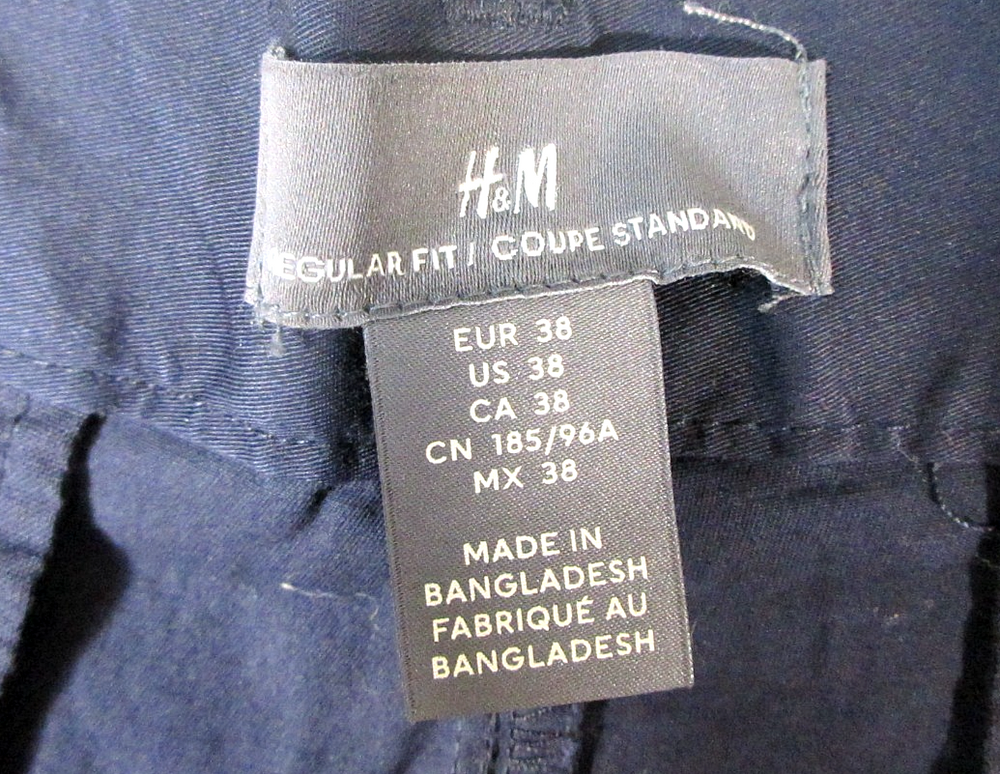 H&M
REGULAR FIT / COUPE STANDARD
EUR 38
US 38
CA 38
CN 185/96A
MX 38
MADE IN
BANGLADESH
FABRIQUÉ AU
BANGLADESH